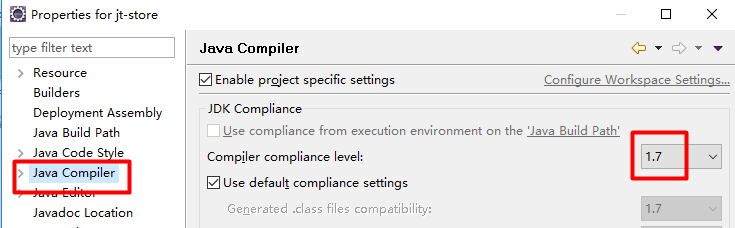 Properties for jt-store
type filter text
Resource
Builders
Deployment Assembly
Java Build Path
Java Code Style
Java Compiler
Java Editor
Javadoc Location
Java Compiler
Enable project specific settings
Configure Workspace Settings...
JDK Compliance
Use compliance from execution environment on the 'Java Build Path'
Compiler compliance level:
1.7
Use default compliance settings
Generated .class files compatibility:
1.7